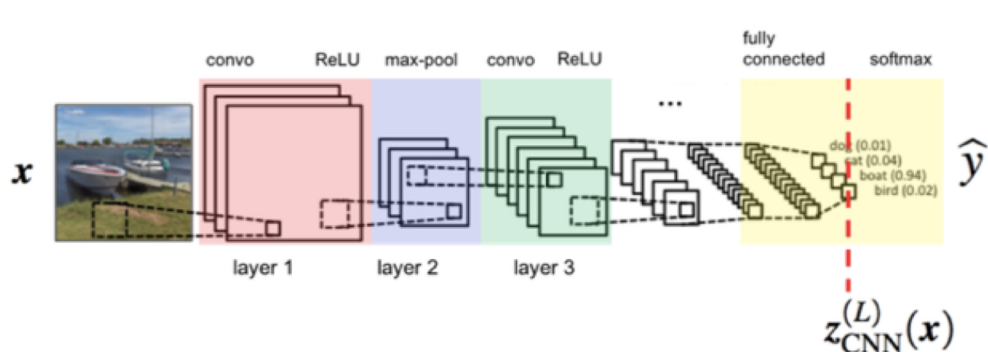 fully
convo ReLU max-pool convo ReLU connected softmax
...
x
dog (0.01)
cat (0.04)
boat (0.94)
bird (0.02)
ŷ
layer 1 layer 2 layer 3
z_CNN^(L)(x)